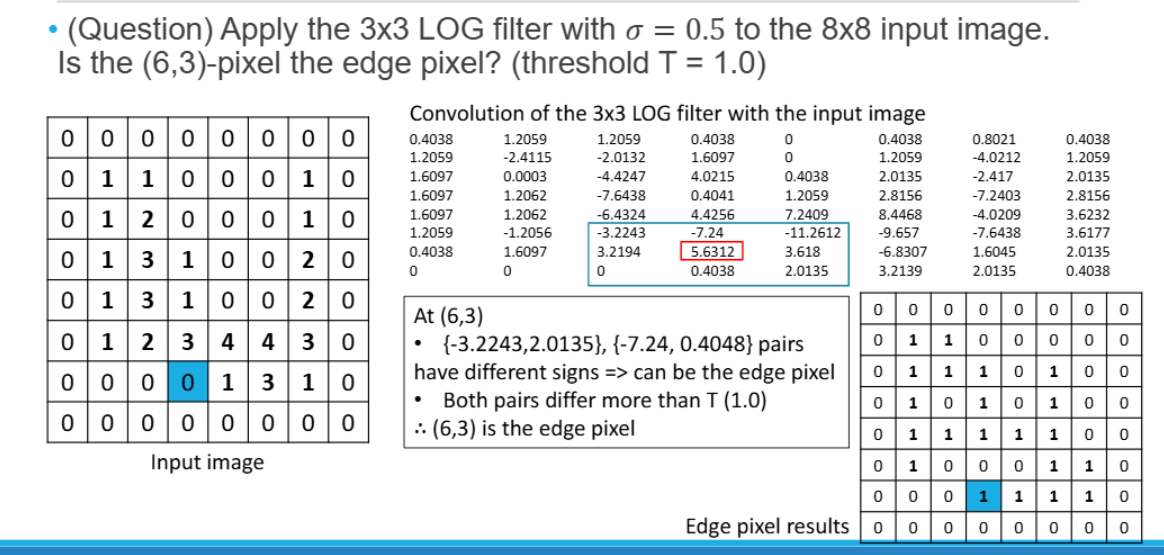 • (Question) Apply the 3x3 LOG filter with σ = 0.5 to the 8x8 input image.
Is the (6,3)-pixel the edge pixel? (threshold T = 1.0)
0 0 0 0 0 0 0 0
0 1 1 0 0 0 1 0
0 1 2 0 0 0 1 0
0 1 3 1 0 0 2 0
0 1 3 1 0 0 2 0
0 1 2 3 4 4 3 0
0 0 0 0 1 3 1 0
0 0 0 0 0 0 0 0
Input image
Convolution of the 3x3 LOG filter with the input image
0.4038 1.2059 1.2059 0.4038 0 0.4038 0.8021 0.4038
1.2059 -2.4115 -2.0132 1.6097 0 1.2059 -4.0212 1.2059
1.6097 0.0003 -4.4247 4.0215 0.4038 2.0135 -2.417 2.0135
1.6097 1.2062 -7.6438 0.4041 1.2059 2.8156 -7.2403 2.8156
1.6097 1.2062 -6.4324 4.4256 7.2409 8.4468 -4.0209 3.6232
1.2059 -1.2056 -3.2243 -7.24 -11.2612 -9.657 -7.6438 3.6177
0.4038 1.6097 3.2194 5.6312 3.618 -6.8307 1.6045 2.0135
0 0 0 0.4038 2.0135 3.2139 2.0135 0.4038
At (6,3)
• {-3.2243,2.0135}, {-7.24, 0.4048} pairs
have different signs => can be the edge pixel
• Both pairs differ more than T (1.0)
∴ (6,3) is the edge pixel
0 0 0 0 0 0 0 0
0 1 1 0 0 0 0 0
0 1 1 1 0 1 0 0
0 1 0 1 0 1 0 0
0 1 1 1 1 1 0 0
0 1 0 0 0 1 1 0
0 0 0 1 1 1 1 0
0 0 0 0 0 0 0 0
Edge pixel results